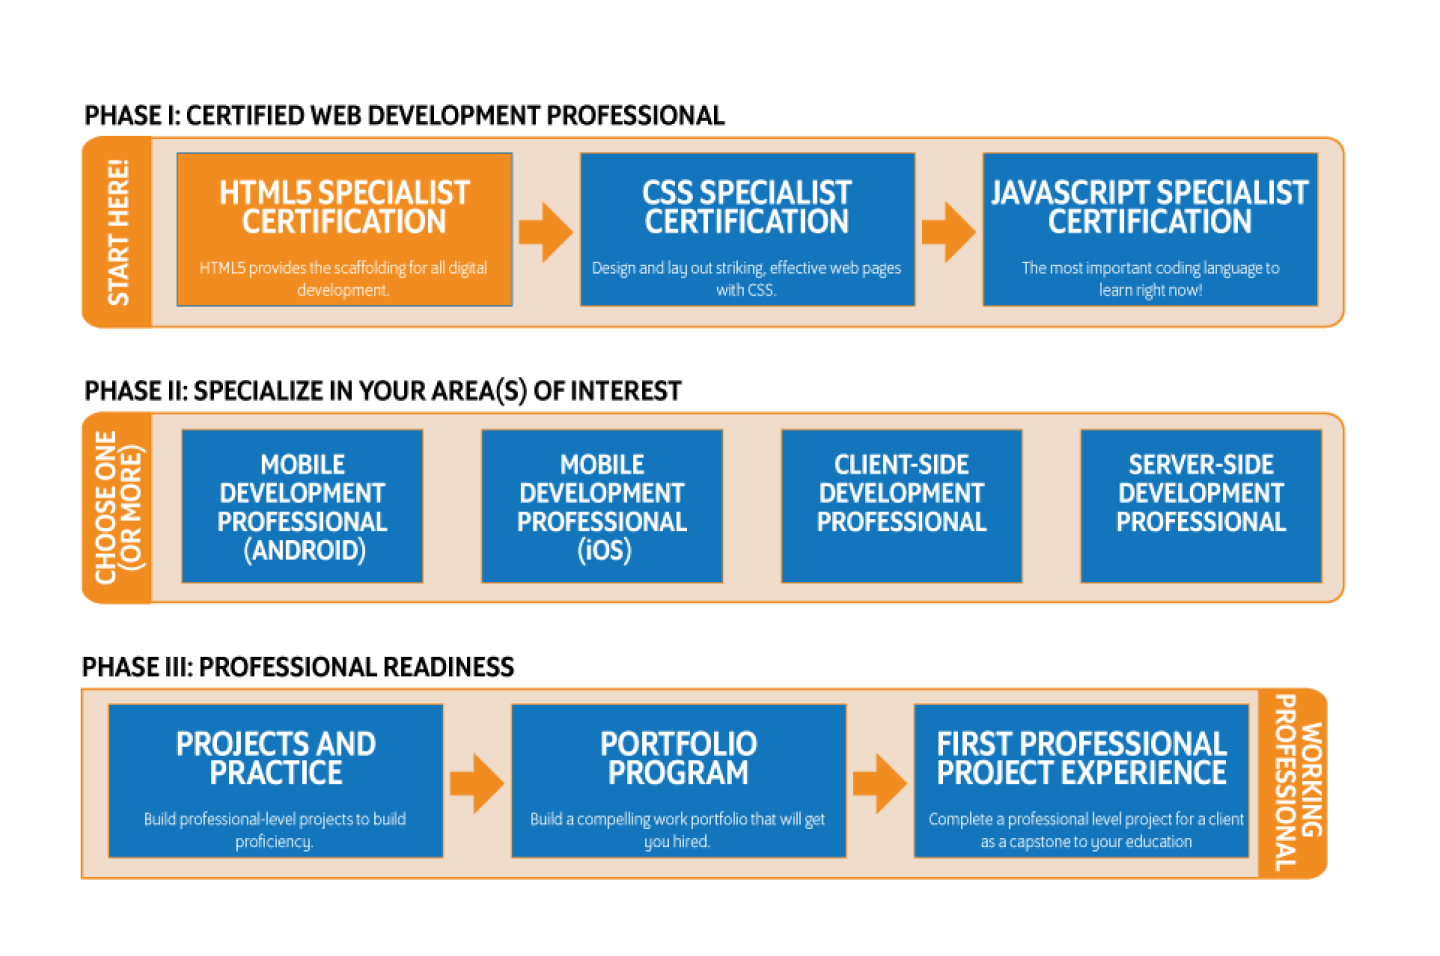 PHASE I: CERTIFIED WEB DEVELOPMENT PROFESSIONAL
START HERE!
HTML5 SPECIALIST
CERTIFICATION
HTML5 provides the scaffolding for all digital
development.
CSS SPECIALIST
CERTIFICATION
Design and lay out striking, effective web pages
with CSS.
JAVASCRIPT SPECIALIST
CERTIFICATION
The most important coding language to
learn right now!
PHASE II: SPECIALIZE IN YOUR AREA(S) OF INTEREST
CHOOSE ONE
(OR MORE)
MOBILE
DEVELOPMENT
PROFESSIONAL
(ANDROID)
MOBILE
DEVELOPMENT
PROFESSIONAL
(iOS)
CLIENT-SIDE
DEVELOPMENT
PROFESSIONAL
SERVER-SIDE
DEVELOPMENT
PROFESSIONAL
PHASE III: PROFESSIONAL READINESS
PROJECTS AND
PRACTICE
Build professional-level projects to build
proficiency.
PORTFOLIO
PROGRAM
Build a compelling work portfolio that will get
you hired.
FIRST PROFESSIONAL
PROJECT EXPERIENCE
Complete a professional level project for a client
as a capstone to your education
WORKING
PROFESSIONAL